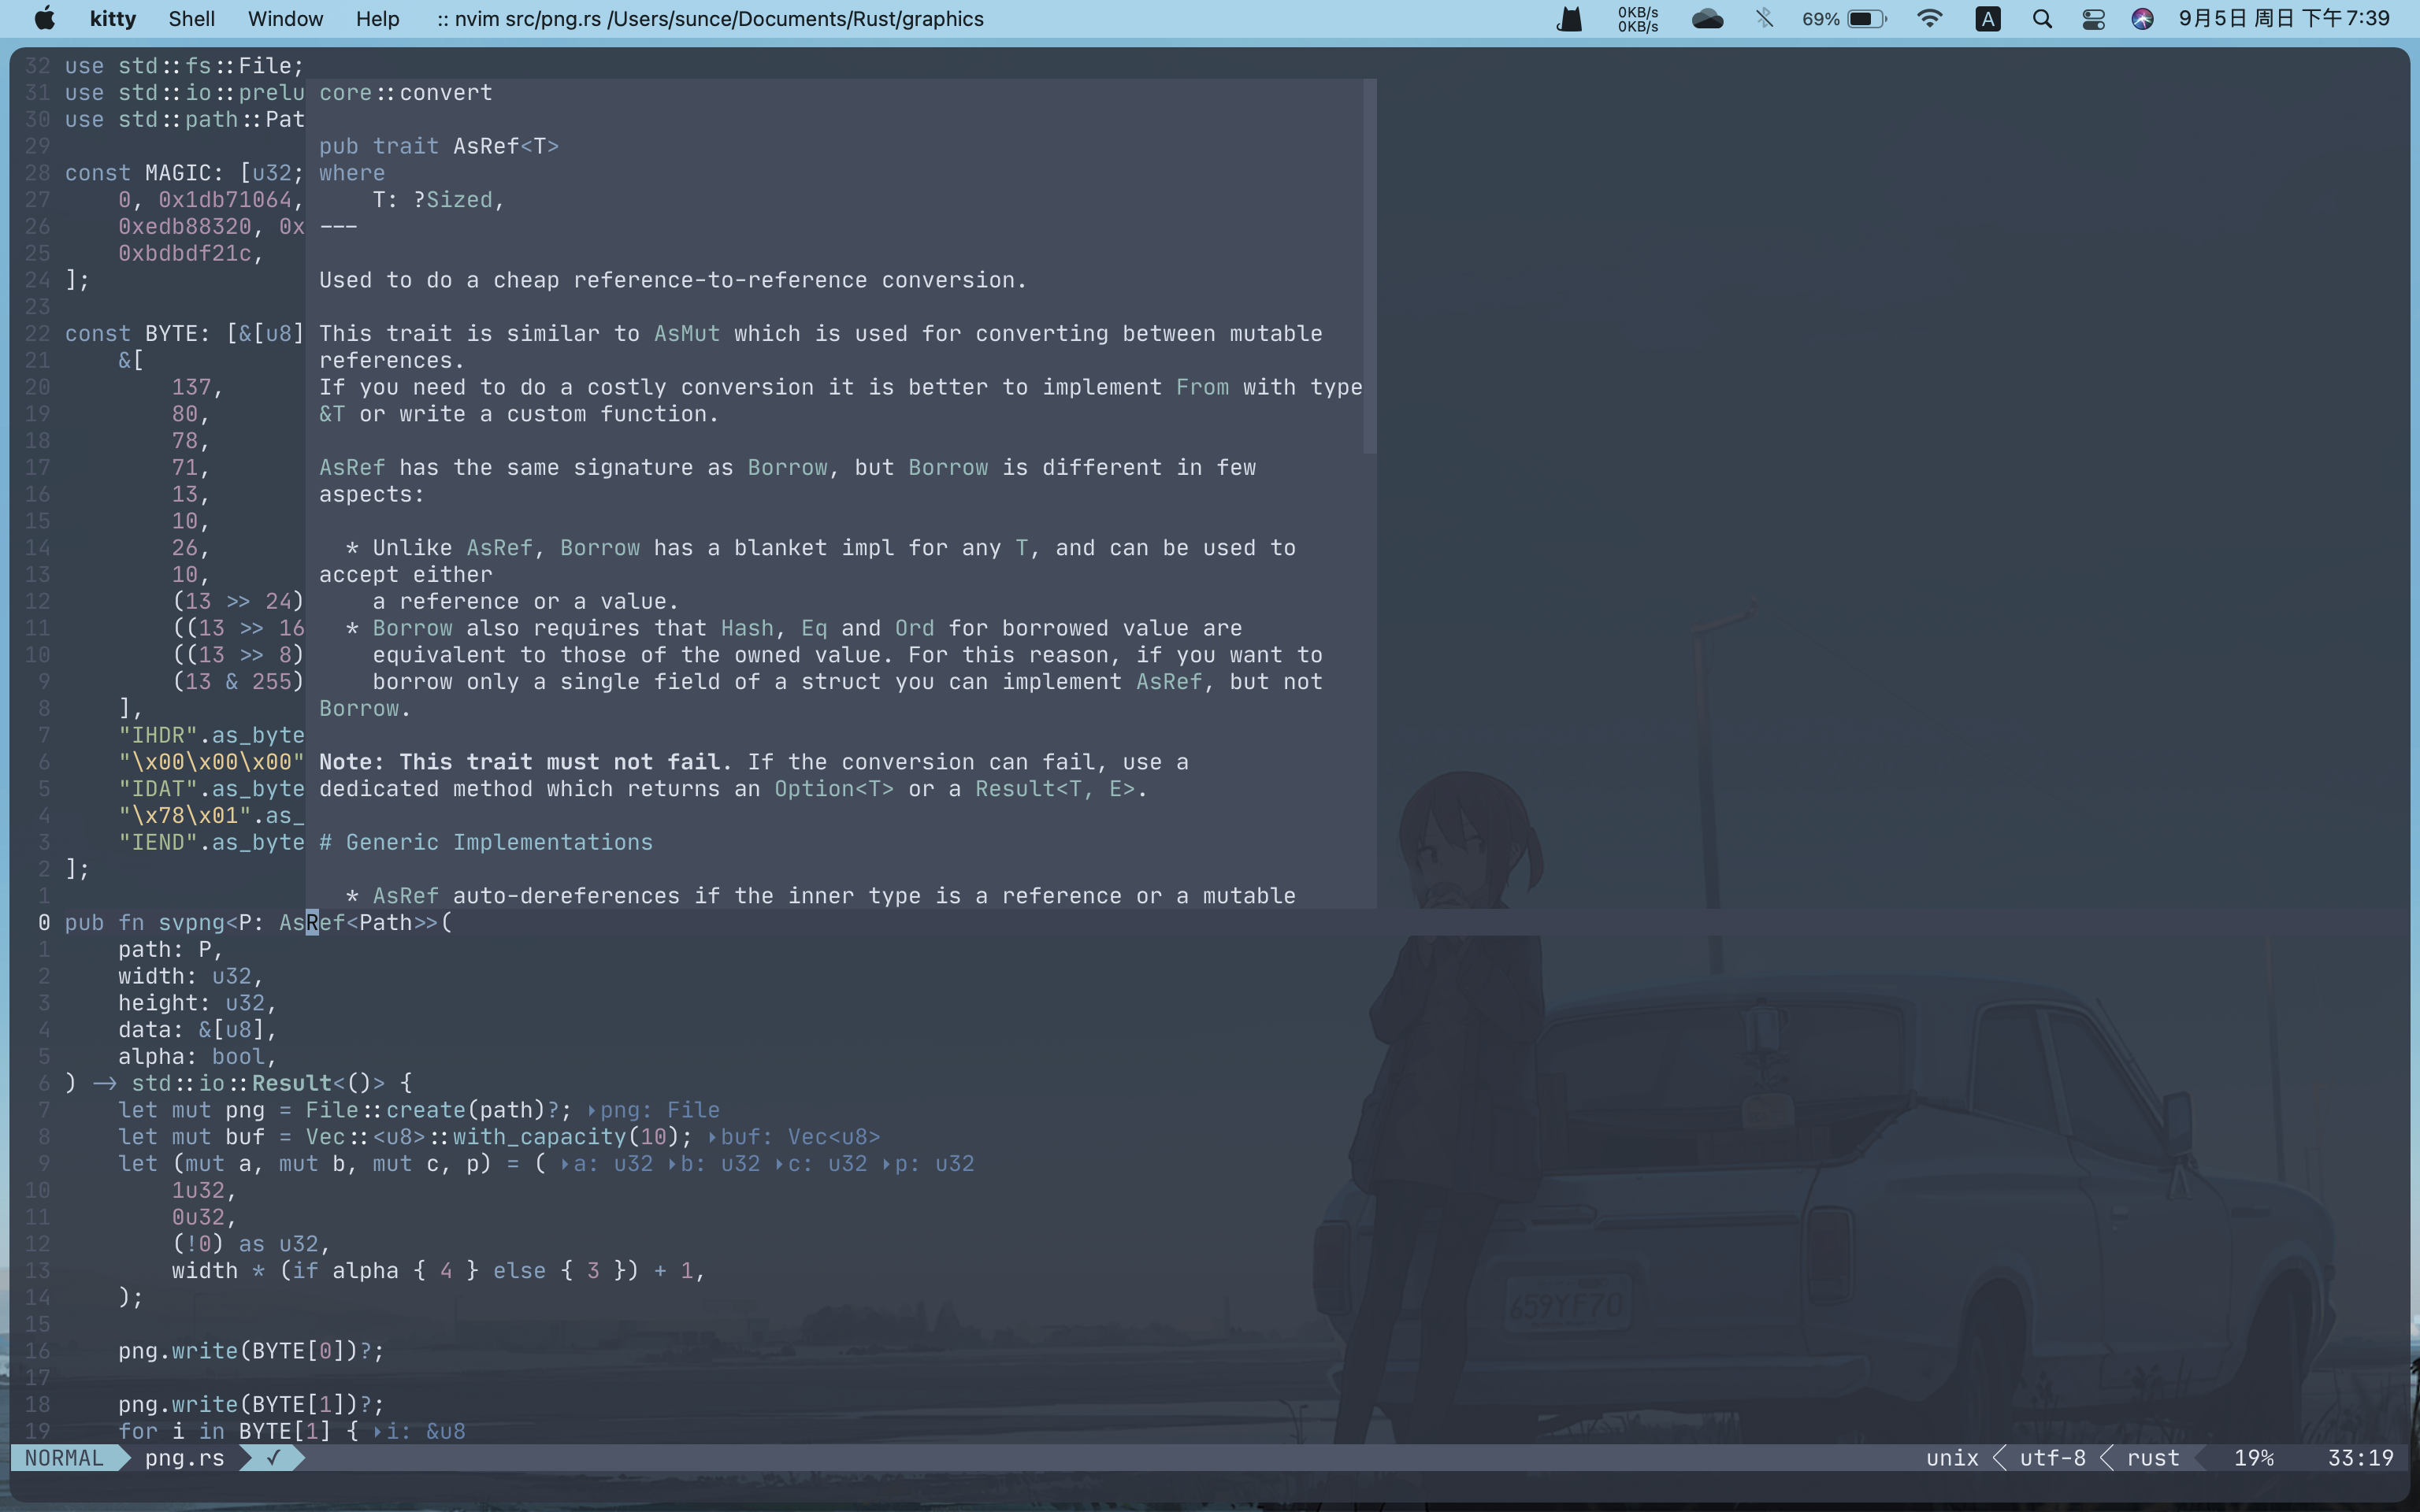 kitty Shell Window Help :: nvim src/png.rs /Users/sunce/Documents/Rust/graphics 0KB/s 0KB/s 69% A 9月5日 周日 下午7:39
32 use std::fs::File;
31 use std::io::prelu
30 use std::path::Pat
29
28 const MAGIC: [u32;
27 0, 0x1db71064,
26 0xedb88320, 0x
25 0xbdbdf21c,
24 ];
23
22 const BYTE: [&[u8]
21 &[
20 137,
19 80,
18 78,
17 71,
16 13,
15 10,
14 26,
13 10,
12 (13 >> 24)
11 ((13 >> 16
10 ((13 >> 8)
9 (13 & 255)
8 ],
7 "IHDR".as_byte
6 "\x00\x00\x00"
5 "IDAT".as_byte
4 "\x78\x01".as_
3 "IEND".as_byte
2 ];
1
core::convert
pub trait AsRef<T>
where
T: ?Sized,
---
Used to do a cheap reference-to-reference conversion.
This trait is similar to AsMut which is used for converting between mutable
references.
If you need to do a costly conversion it is better to implement From with type
&T or write a custom function.
AsRef has the same signature as Borrow, but Borrow is different in few
aspects:
* Unlike AsRef, Borrow has a blanket impl for any T, and can be used to
accept either
a reference or a value.
* Borrow also requires that Hash, Eq and Ord for borrowed value are
equivalent to those of the owned value. For this reason, if you want to
borrow only a single field of a struct you can implement AsRef, but not
Borrow.
Note: This trait must not fail. If the conversion can fail, use a
dedicated method which returns an Option<T> or a Result<T, E>.
# Generic Implementations
* AsRef auto-dereferences if the inner type is a reference or a mutable
0 pub fn svpng<P: AsRef<Path>>(
1 path: P,
2 width: u32,
3 height: u32,
4 data: &[u8],
5 alpha: bool,
6 ) -> std::io::Result<()> {
7 let mut png = File::create(path)?; ‣png: File
8 let mut buf = Vec::<u8>::with_capacity(10); ‣buf: Vec<u8>
9 let (mut a, mut b, mut c, p) = ( ‣a: u32 ‣b: u32 ‣c: u32 ‣p: u32
10 1u32,
11 0u32,
12 (!0) as u32,
13 width * (if alpha { 4 } else { 3 }) + 1,
14 );
15
16 png.write(BYTE[0])?;
17
18 png.write(BYTE[1])?;
19 for i in BYTE[1] { ‣i: &u8
659YF70
NORMAL png.rs ✓ unix utf-8 rust 19% 33:19